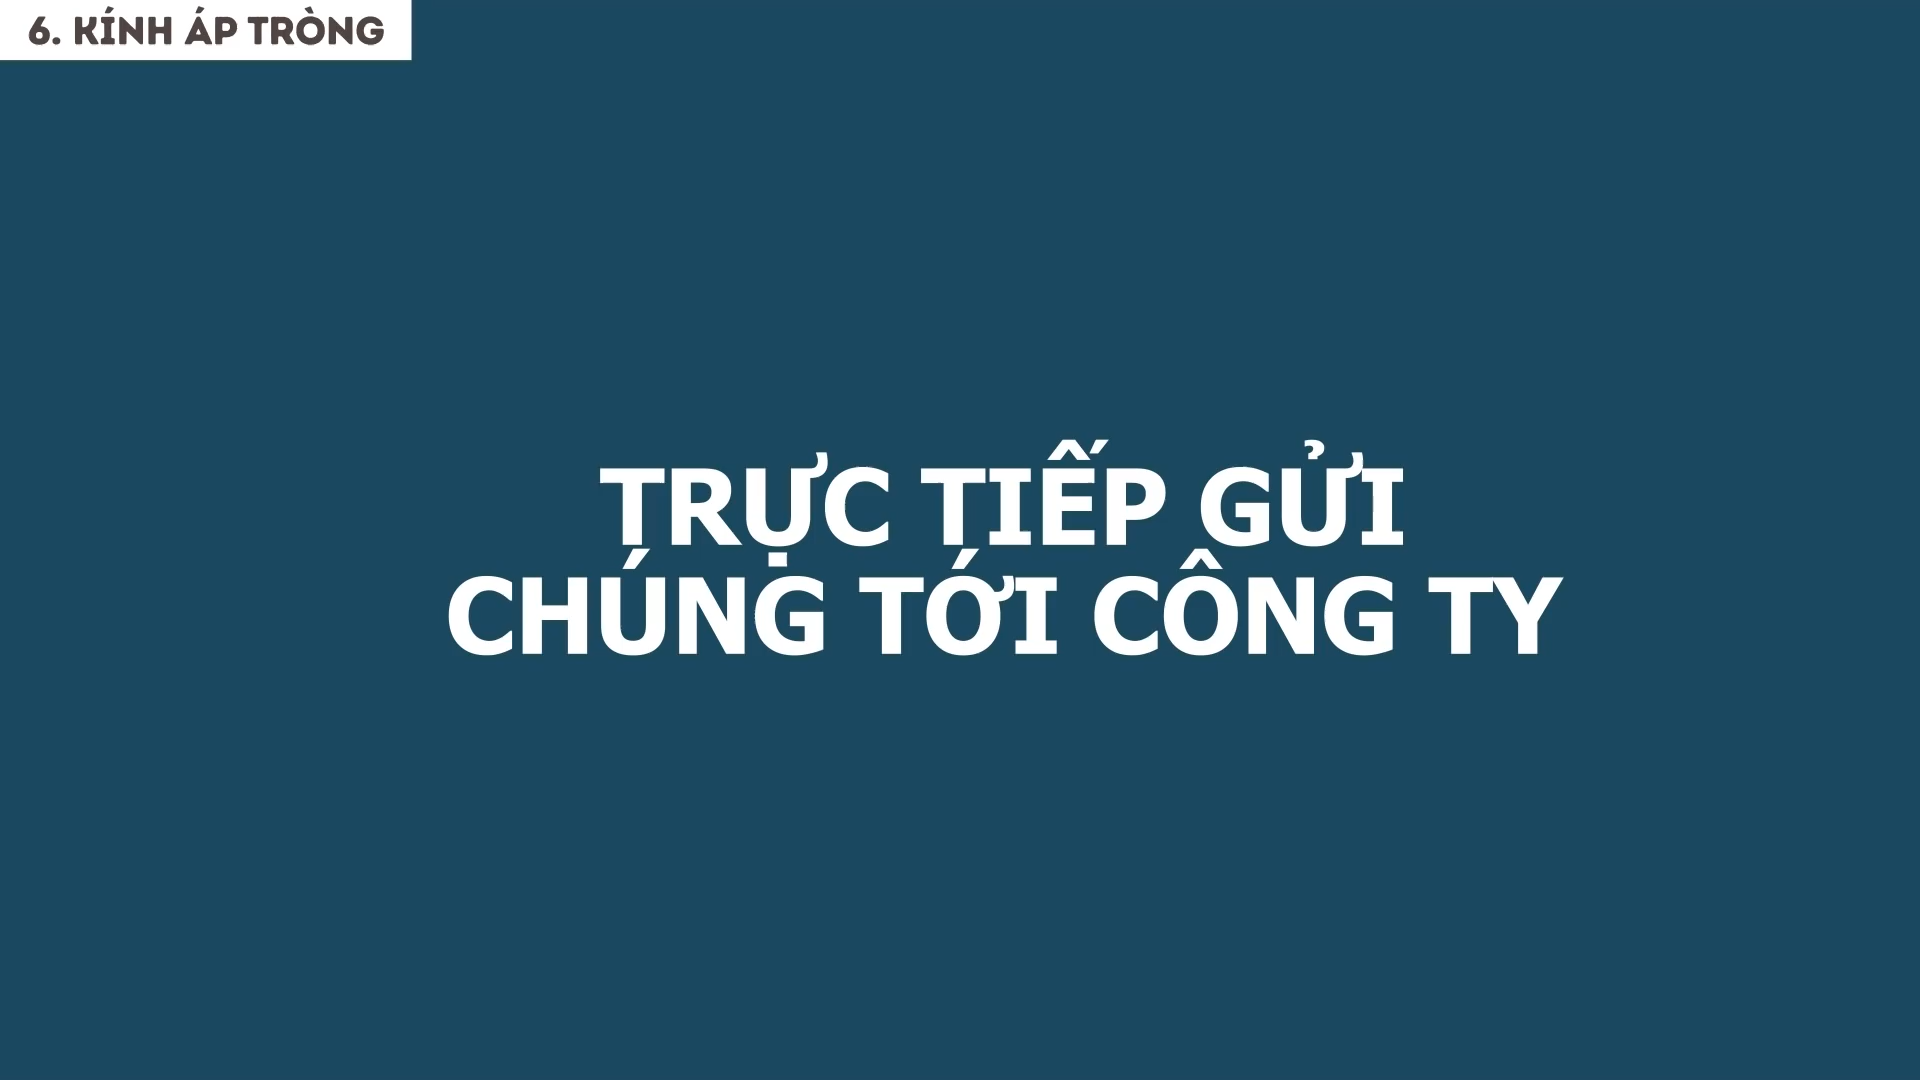 6. KÍNH ÁP TRÒNG
TRỰC TIẾP GỬI
CHÚNG TỚI CÔNG TY